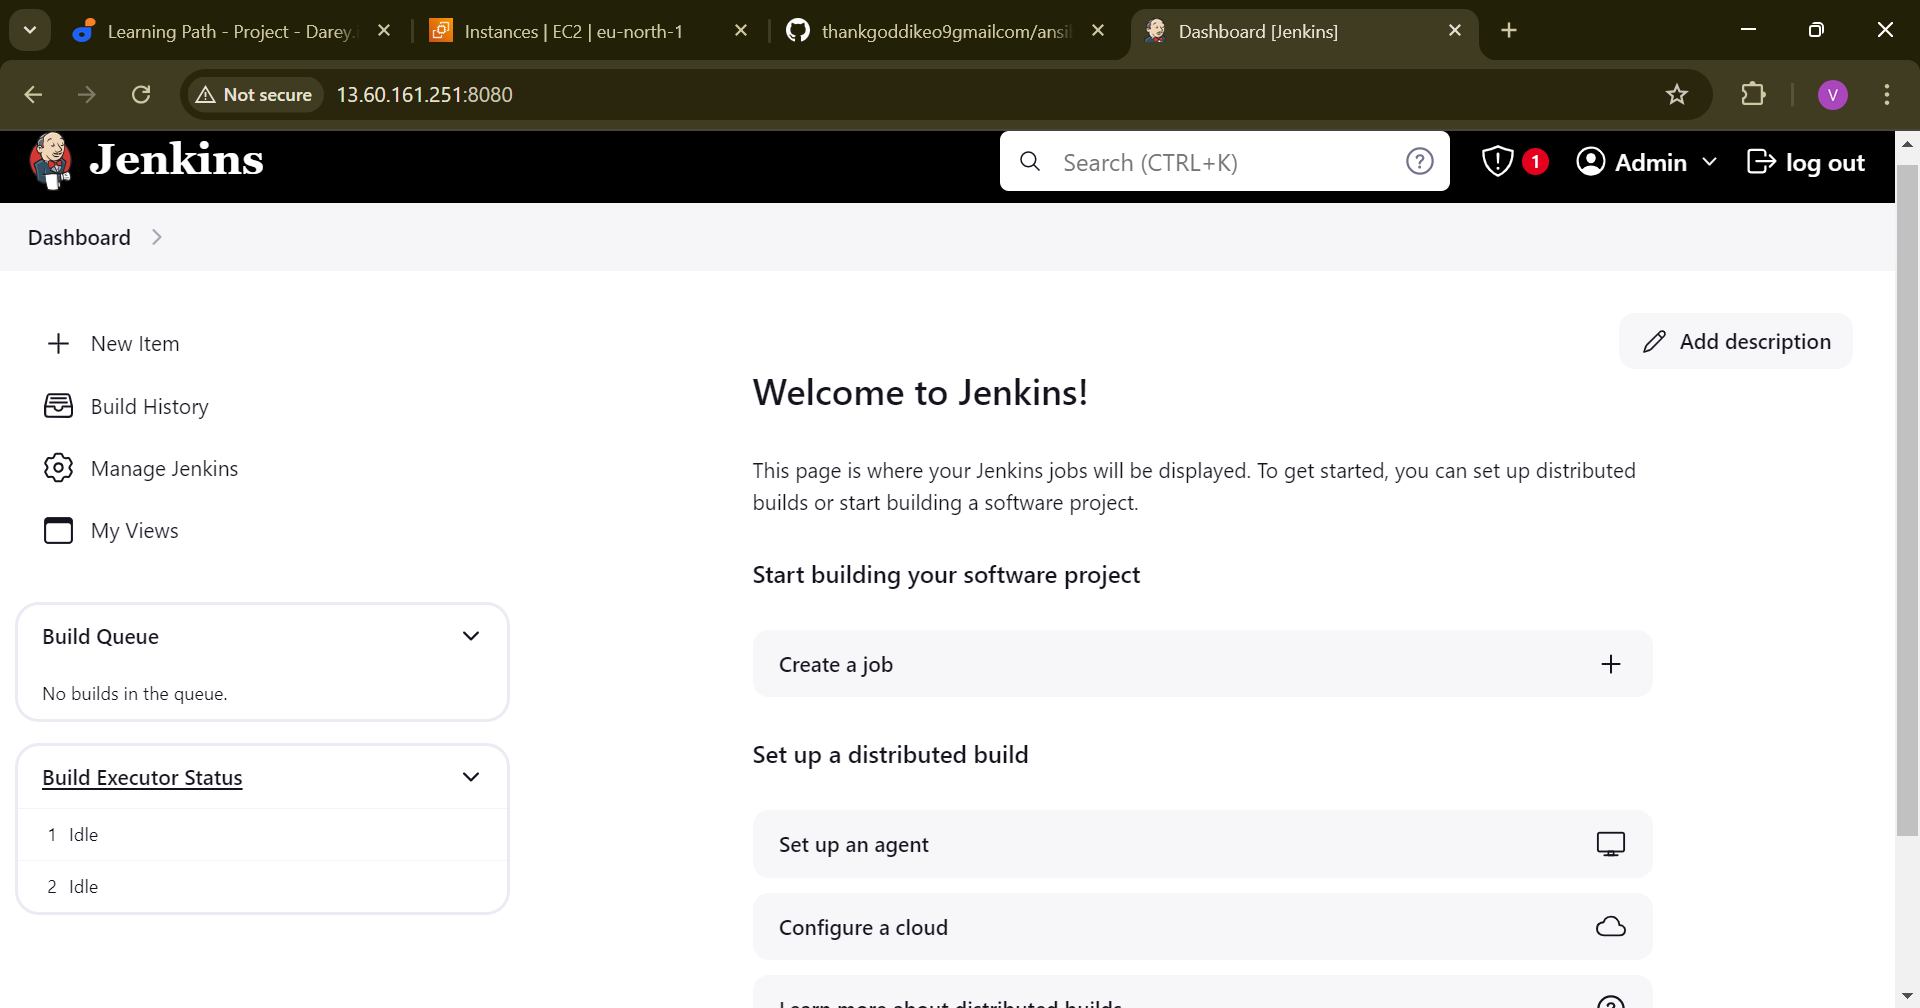 Learning Path - Project - Darey.i
Instances | EC2 | eu-north-1
thankgoddikeo9gmailcom/ansi
Dashboard [Jenkins]
Not secure
13.60.161.251:8080
V
Jenkins
Search (CTRL+K)
?
1
Admin
log out
Dashboard
New Item
Build History
Manage Jenkins
My Views
Add description
Welcome to Jenkins!
This page is where your Jenkins jobs will be displayed. To get started, you can set up distributed
builds or start building a software project.
Start building your software project
Create a job
Build Queue
No builds in the queue.
Set up a distributed build
Build Executor Status
1 Idle
2 Idle
Set up an agent
Configure a cloud
Learn more about distributed builds